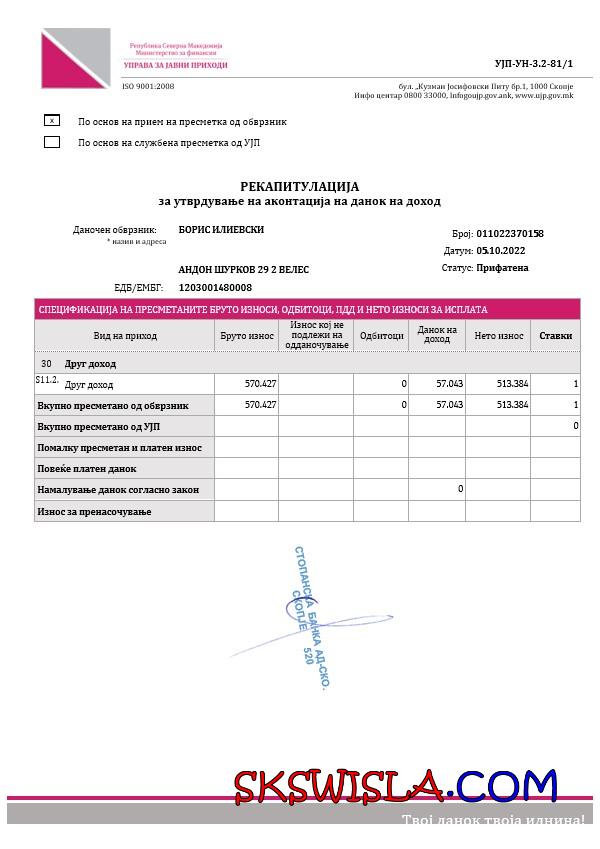 Република Северна Македонија
Министерство за финансии
УПРАВА ЗА ЈАВНИ ПРИХОДИ
УЈП-УН-3.2-81/1
ISO 9001:2008
бул. „Кузман Јосифовски Питу бр.1, 1000 Скопје
Инфо центар 0800 33000, Infogoujp.gov.ank, www.ujp.gov.mk
x По основ на прием на пресметка од обврзник
По основ на службена пресметка од УЈП
РЕКАПИТУЛАЦИЈА
за утврдување на аконтација на данок на доход
Даночен обврзник: БОРИС ИЛИЕВСКИ
* назив и адреса
Број: 011022370158
Датум: 05.10.2022
Статус: Прифатена
АНДОН ШУРКОВ 29 2 ВЕЛЕС
ЕДБ/ЕМБГ: 1203001480008
СПЕЦИФИКАЦИЈА НА ПРЕСМЕТАНИТЕ БРУТО ИЗНОСИ, ОДБИТОЦИ, ПДД И НЕТО ИЗНОСИ ЗА ИСПЛАТА
Вид на приход Бруто износ Износ кој не подлежи на одданочување Одбитоци Данок на доход Нето износ Ставки
30 Друг доход
S11.2. Друг доход 570.427 0 57.043 513.384 1
Вкупно пресметано од обврзник 570.427 0 57.043 513.384 1
Вкупно пресметано од УЈП 0
Помалку пресметан и платен износ
Повеќе платен данок
Намалување данок согласно закон 0
Износ за пренасочување
СТОПАНСКА БАНКА АД-СКО.
СКОПЈЕ 520
SKSWISLA.COM
Твој данок твоја иднина!